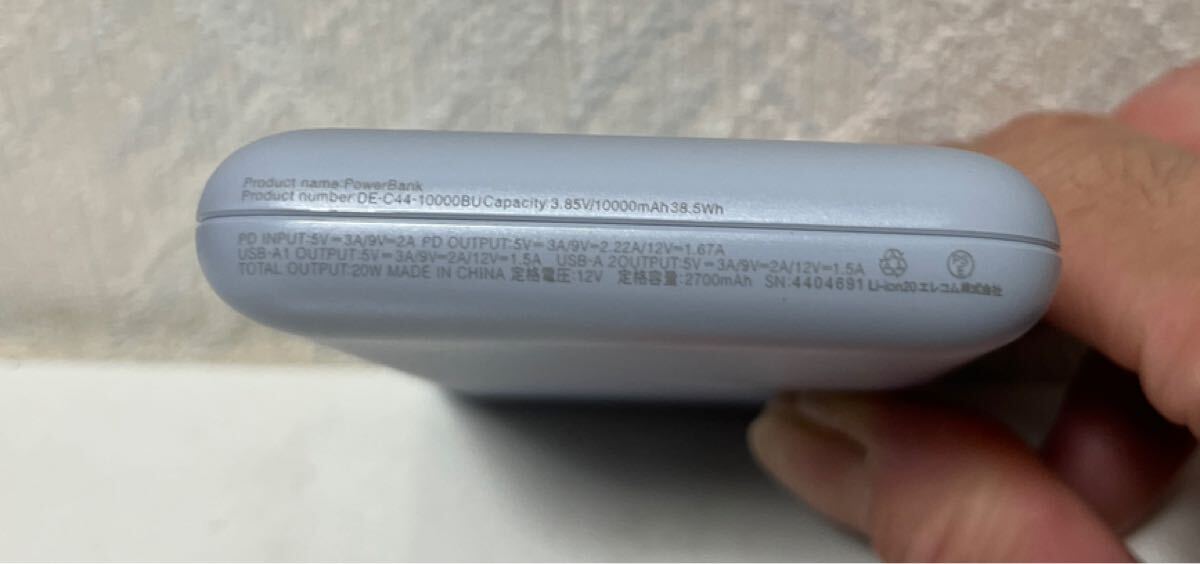 Product name:PowerBank
Product number:DE-C44-10000BU Capacity:3.85V/10000mAh 38.5Wh
PD INPUT:5V⎓3A/9V⎓2A PD OUTPUT:5V⎓3A/9V⎓2.22A/12V⎓1.67A
USB-A1 OUTPUT:5V⎓3A/9V⎓2A/12V⎓1.5A USB-A 2OUTPUT:5V⎓3A/9V⎓2A/12V⎓1.5A
TOTAL OUTPUT:20W MADE IN CHINA 定格電圧:12V 定格容量:2700mAh SN:4404691 Li-ion20 エレコム株式会社
PS
E